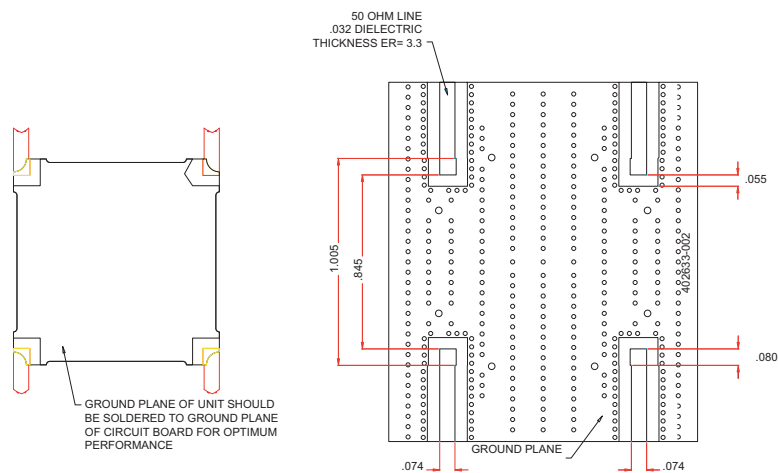 50 OHM LINE
.032 DIELECTRIC
THICKNESS ER= 3.3
.055
1.005
.845
402633-002
.080
GROUND PLANE OF UNIT SHOULD
BE SOLDERED TO GROUND PLANE
OF CIRCUIT BOARD FOR OPTIMUM
PERFORMANCE
GROUND PLANE
.074
.074